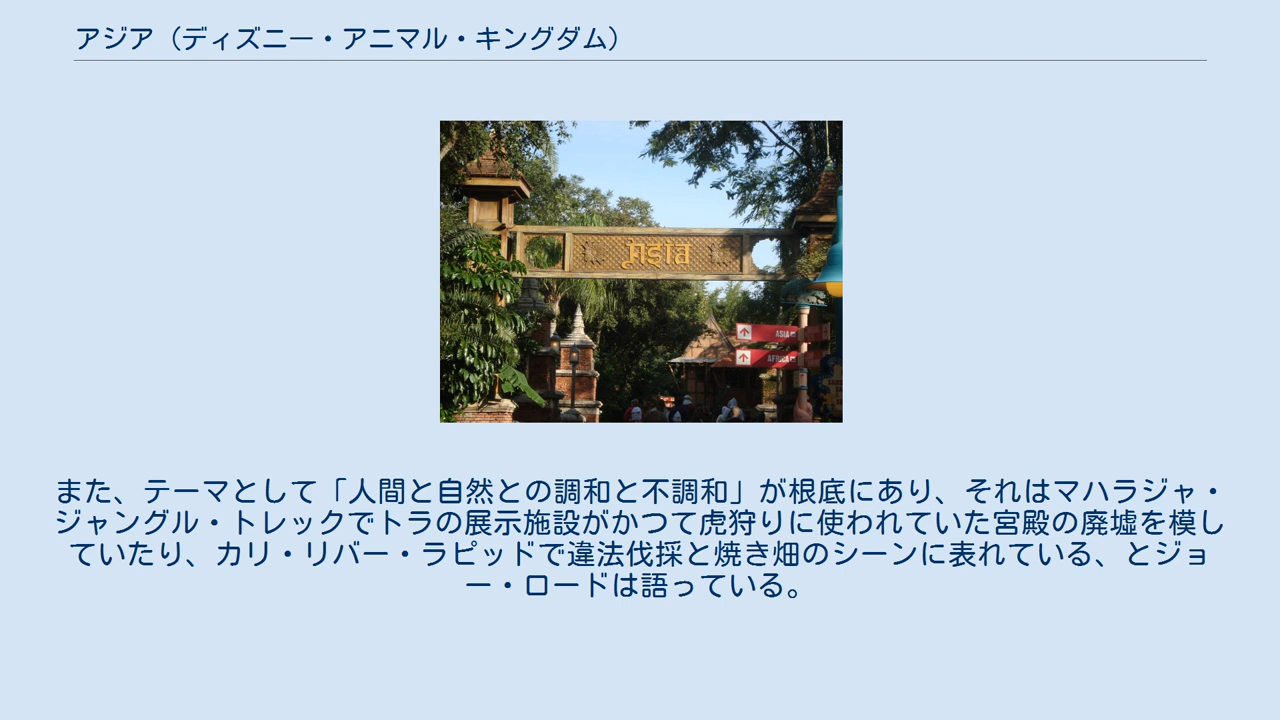 アジア（ディズニー・アニマル・キングダム）
Asia
ASIA
AFRICA
また、テーマとして「人間と自然との調和と不調和」が根底にあり、それはマハラジャ・
ジャングル・トレックでトラの展示施設がかつて虎狩りに使われていた宮殿の廃墟を模し
ていたり、カリ・リバー・ラピッドで違法伐採と焼き畑のシーンに表れている、とジョ
ー・ロードは語っている。